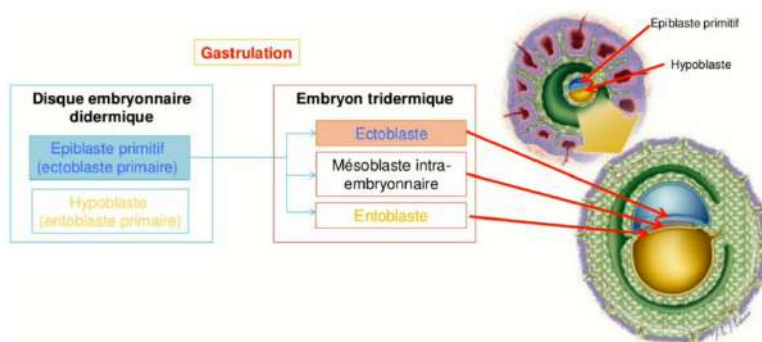 Gastrulation
Epiblaste primitif
Hypoblaste
Disque embryonnaire
didermique
Epiblaste primitif
(ectoblaste primaire)
Hypoblaste
(entoblaste primaire)
Embryon tridermique
Ectoblaste
Mésoblaste intra-
embryonnaire
Entoblaste